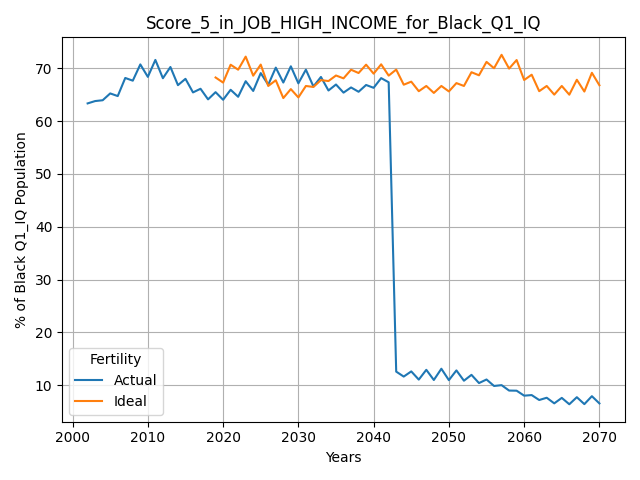 Score_5_in_JOB_HIGH_INCOME_for_Black_Q1_IQ
% of Black Q1_IQ Population
70
60
50
40
30
20
10
Fertility
Actual
Ideal
2000 2010 2020 2030 2040 2050 2060 2070
Years